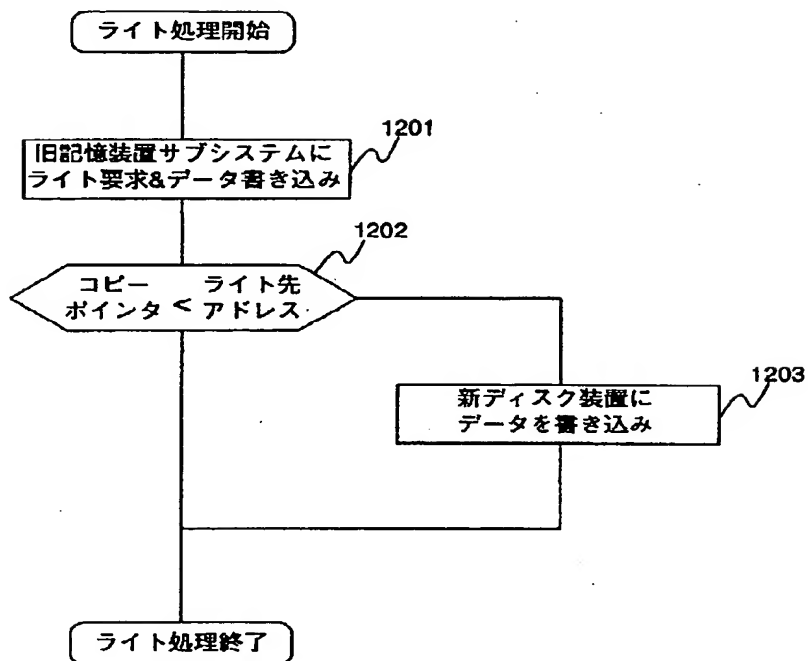 ライト処理開始
1201
旧記憶装置サブシステムに
ライト要求&データ書き込み
1202
コピー ライト先
ポインタ < アドレス
1203
新ディスク装置に
データを書き込み
ライト処理終了